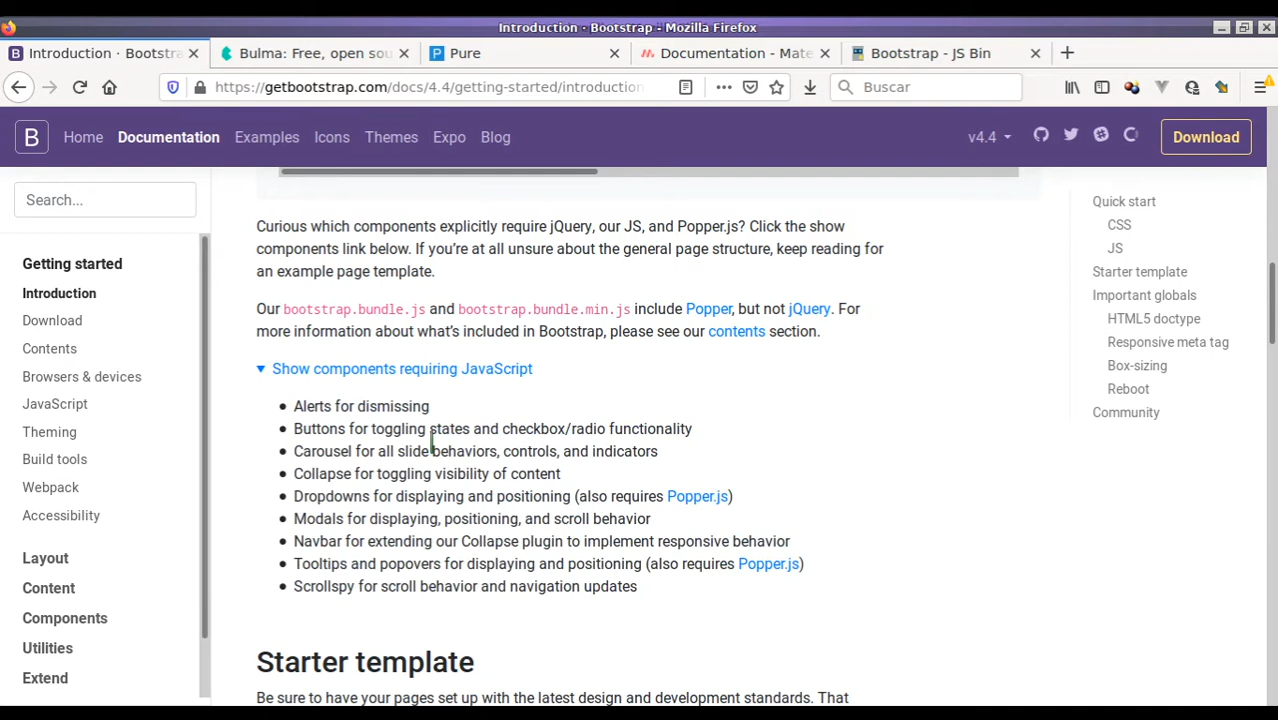 Introduction · Bootstrap - Mozilla Firefox
Introduction · Bootstra
Bulma: Free, open sou
Pure
Documentation - Mate
Bootstrap - JS Bin
https://getbootstrap.com/docs/4.4/getting-started/introduction
Buscar
B Home Documentation Examples Icons Themes Expo Blog v4.4 Download
Search...
Getting started
Introduction
Download
Contents
Browsers & devices
JavaScript
Theming
Build tools
Webpack
Accessibility
Layout
Content
Components
Utilities
Extend
Curious which components explicitly require jQuery, our JS, and Popper.js? Click the show
components link below. If you’re at all unsure about the general page structure, keep reading for
an example page template.
Our bootstrap.bundle.js and bootstrap.bundle.min.js include Popper, but not jQuery. For
more information about what’s included in Bootstrap, please see our contents section.
Show components requiring JavaScript
Alerts for dismissing
Buttons for toggling states and checkbox/radio functionality
Carousel for all slide behaviors, controls, and indicators
Collapse for toggling visibility of content
Dropdowns for displaying and positioning (also requires Popper.js)
Modals for displaying, positioning, and scroll behavior
Navbar for extending our Collapse plugin to implement responsive behavior
Tooltips and popovers for displaying and positioning (also requires Popper.js)
Scrollspy for scroll behavior and navigation updates
Starter template
Be sure to have your pages set up with the latest design and development standards. That
Quick start
CSS
JS
Starter template
Important globals
HTML5 doctype
Responsive meta tag
Box-sizing
Reboot
Community